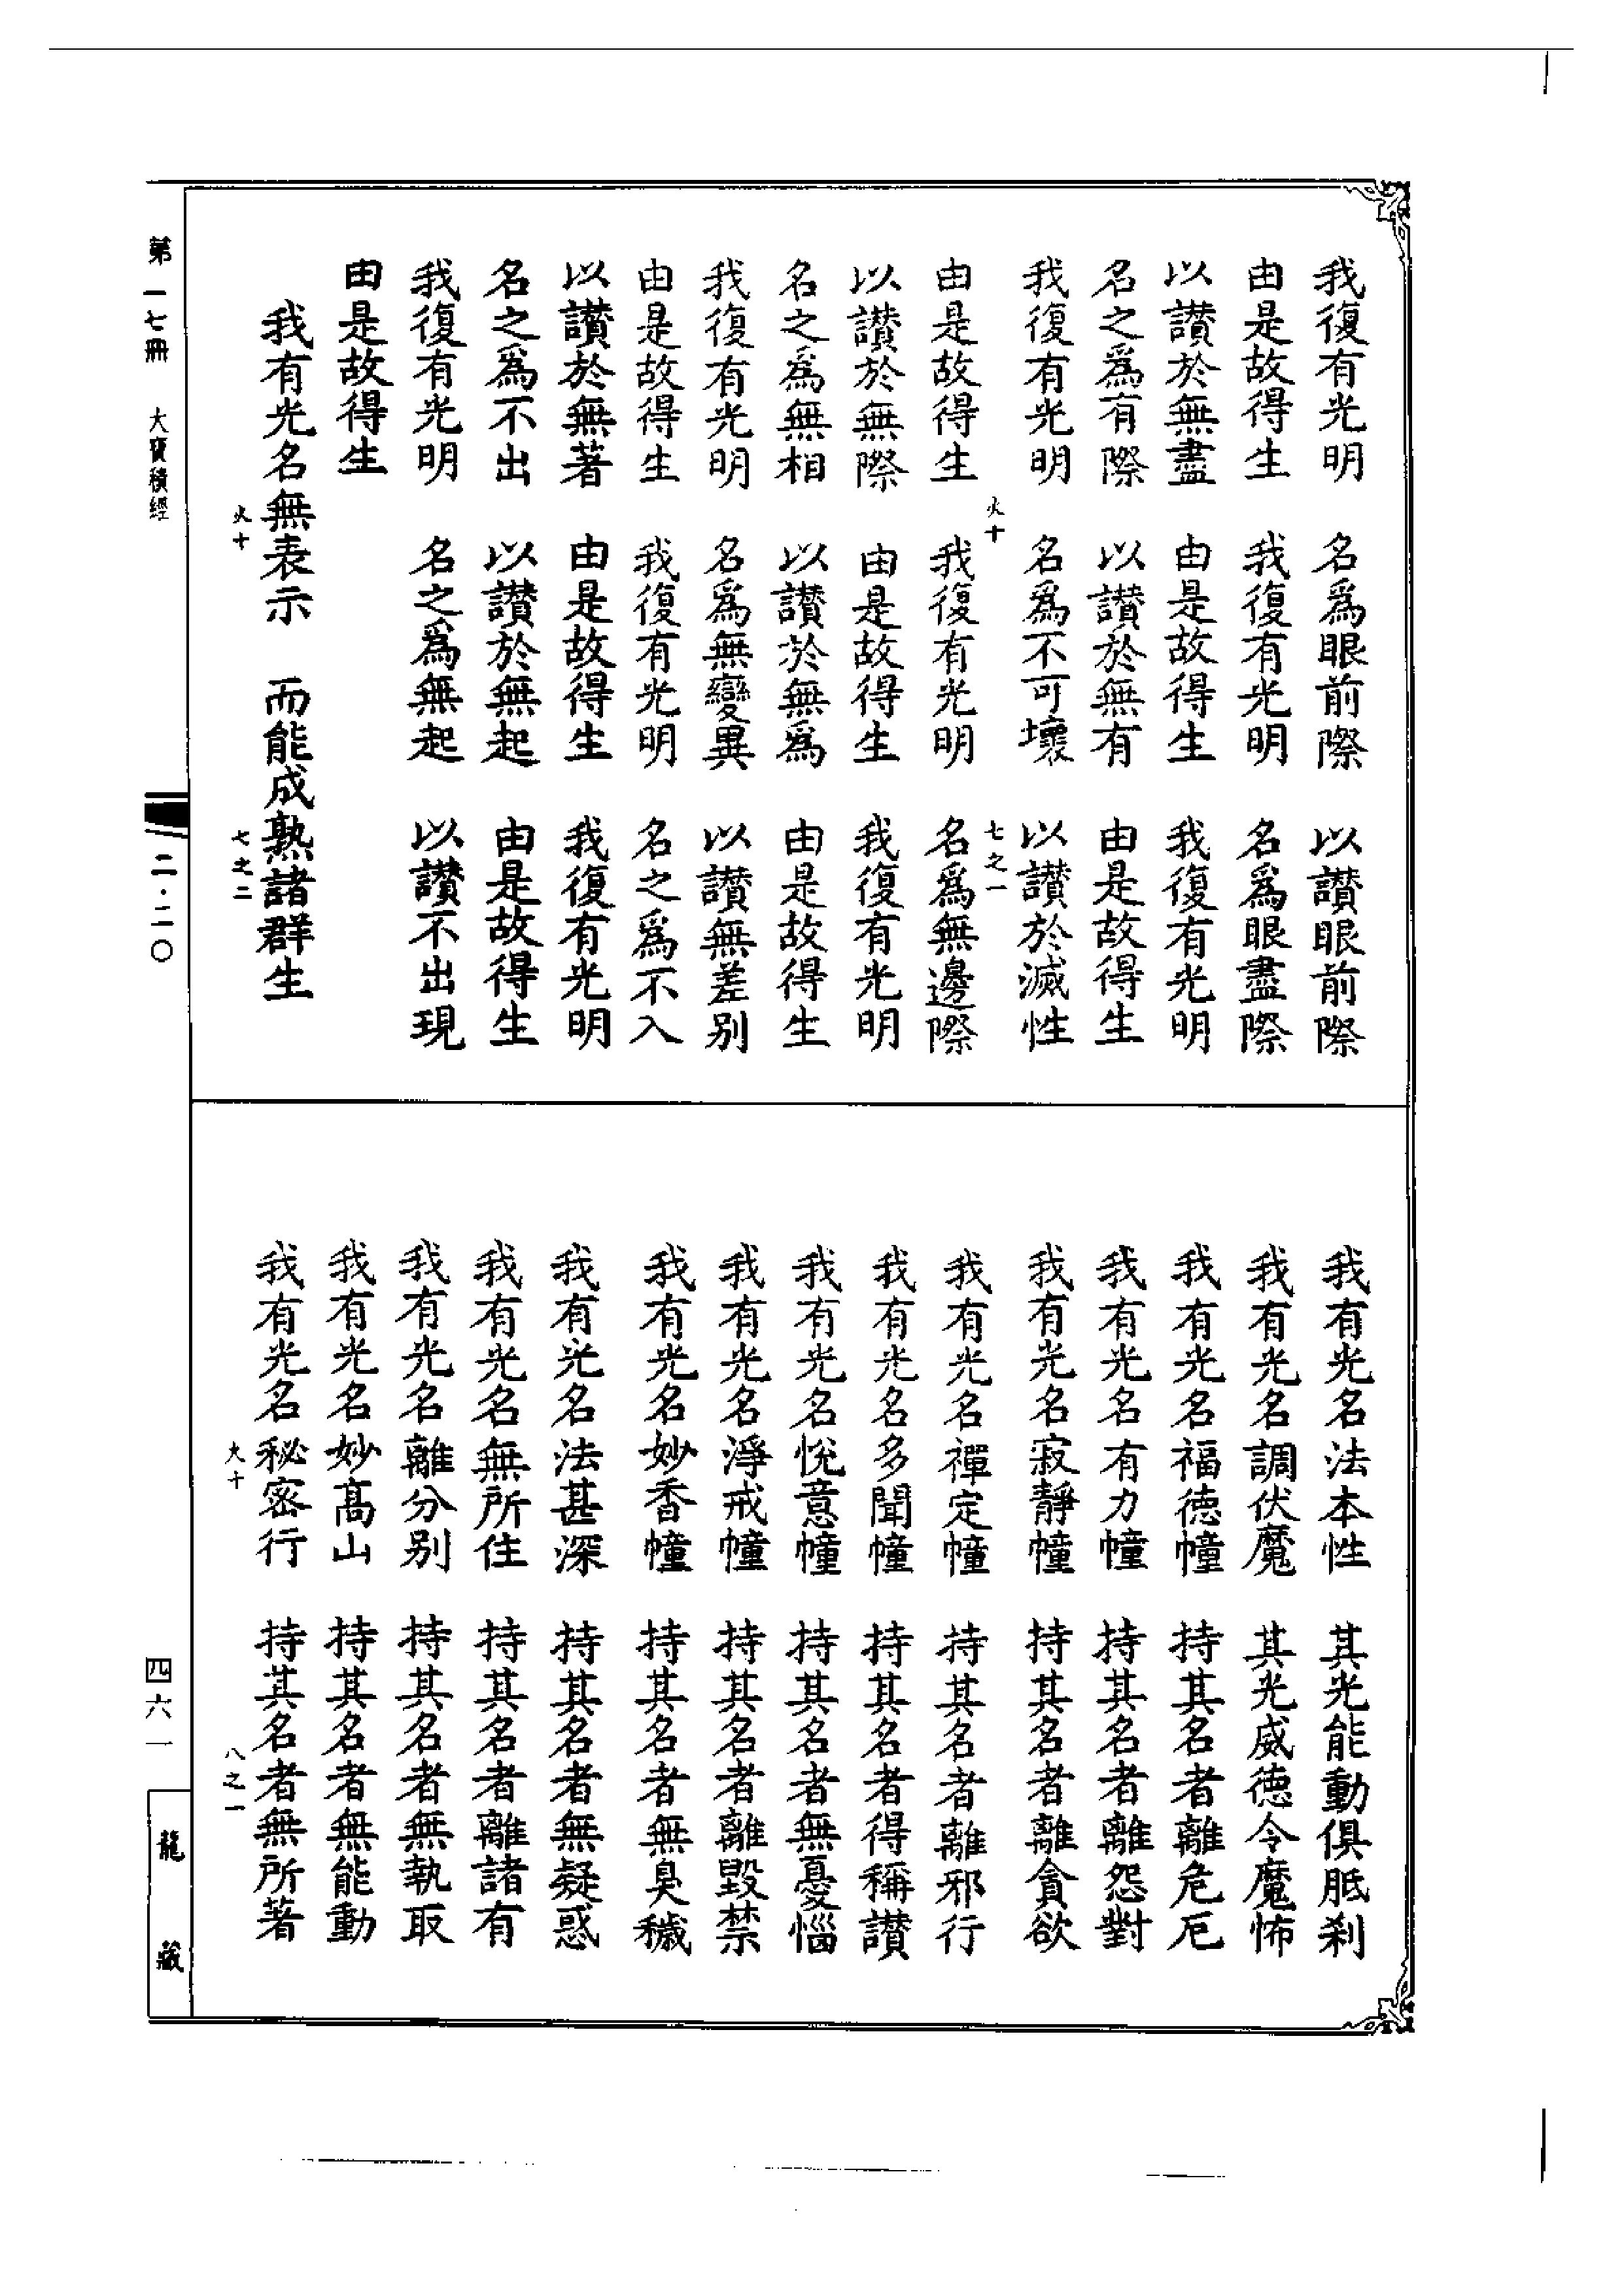 我復有光明　名爲眼前際　以讚眼前際
由是故得生　我復有光明　名爲眼盡際
以讚於無盡　由是故得生　我復有光明
名之爲有際　以讚於無有　由是故得生
我復有光明　名爲不可壞　以讚於滅性
火十　七之一
由是故得生　我復有光明　名爲無邊際
以讚於無際　由是故得生　我復有光明
名之爲無相　以讚於無爲　由是故得生
我復有光明　名爲無變異　以讚無差别
由是故得生　我復有光明　名之爲不入
以讚於無著　由是故得生　我復有光明
名之爲不出　以讚於無起　由是故得生
我復有光明　名之爲無起　以讚不出現
由是故得生
我有光名無表示　而能成熟諸群生
火十　七之二
我有光名法本性　其光能動俱胝刹
我有光名調伏魔　其光威德令魔怖
我有光名福德幢　持其名者離危厄
我有光名有力幢　持其名者離怨對
我有光名寂靜幢　持其名者離貪欲
我有光名禪定幢　持其名者離邪行
我有光名多聞幢　持其名者得稱讚
我有光名悅意幢　持其名者無憂惱
我有光名淨戒幢　持其名者離毀禁
我有光名妙香幢　持其名者無臭穢
我有光名法甚深　持其名者無疑惑
我有光名無所住　持其名者離諸有
我有光名離分别　持其名者無執取
我有光名妙髙山　持其名者無能動
我有光名秘密行　持其名者無所著
火十　八之一
第一七冊　大寶積經　二·二〇　四六一　龍藏